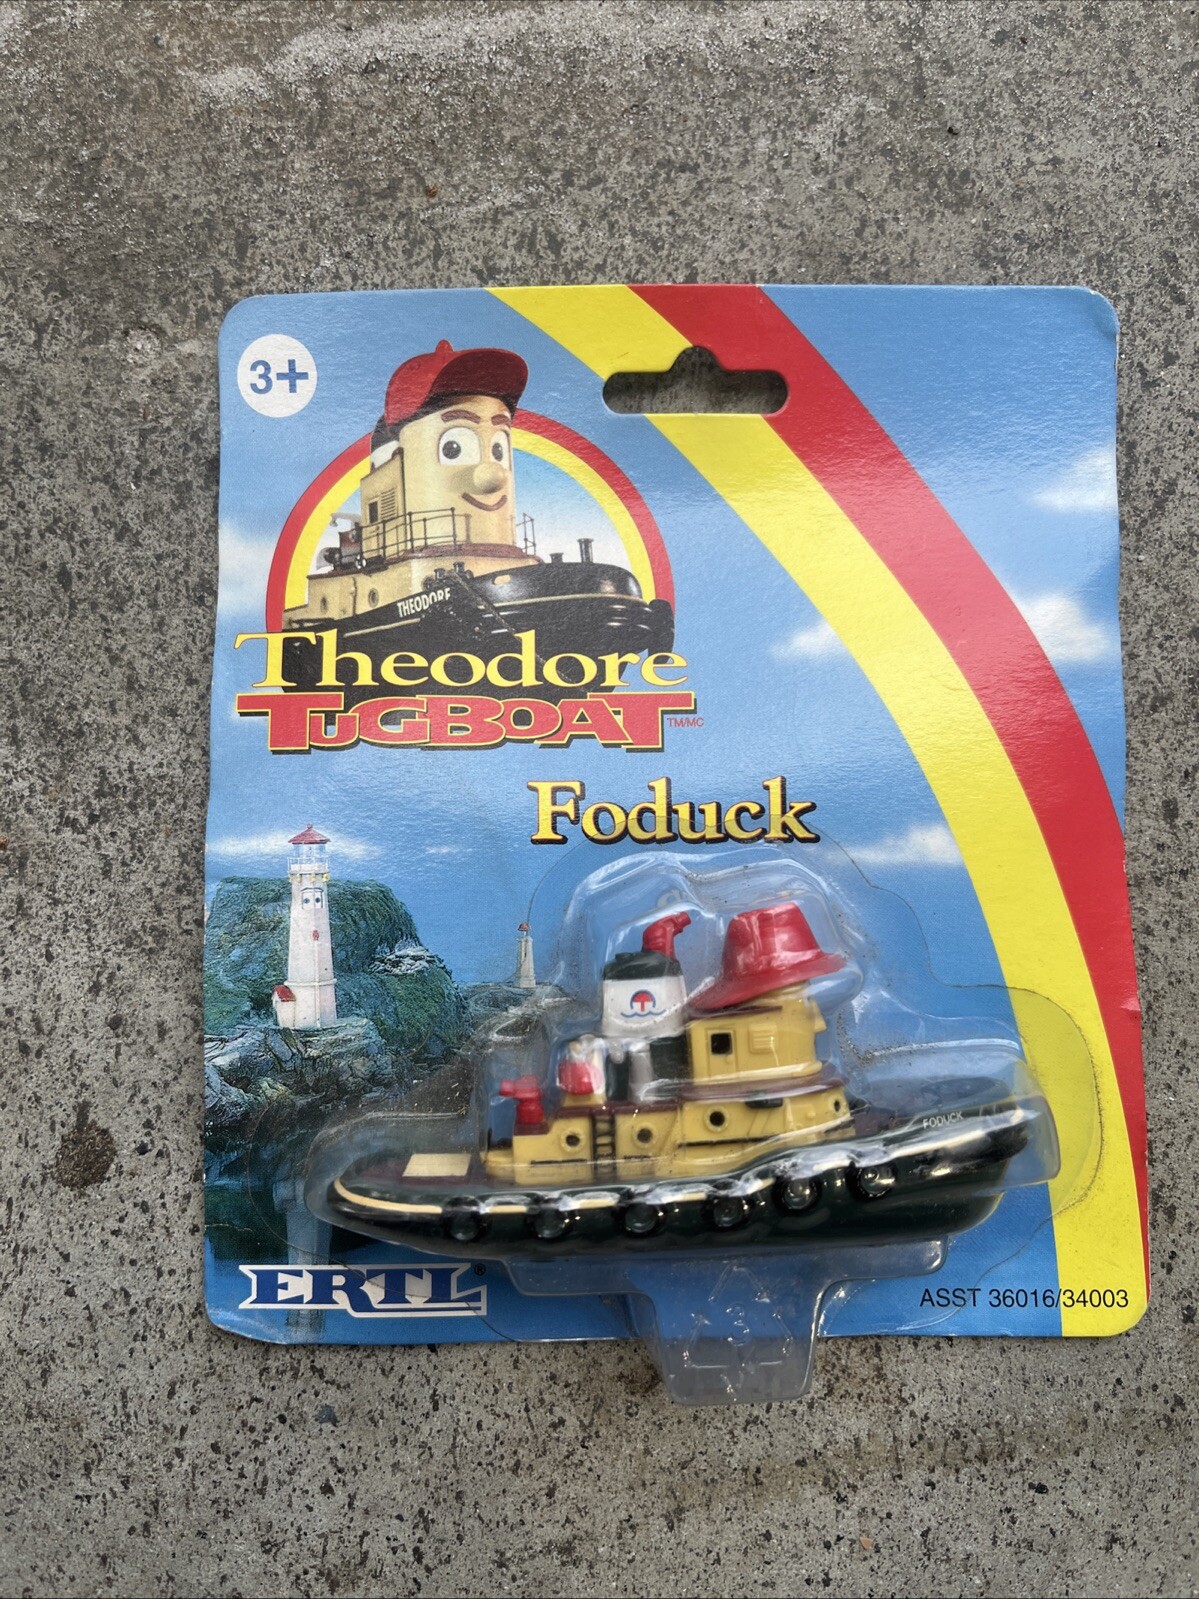 3+
THEODORE
Theodore
TUGBOAT TM/MC
Foduck
FODUCK
ERTL®
ASST 36016/34003